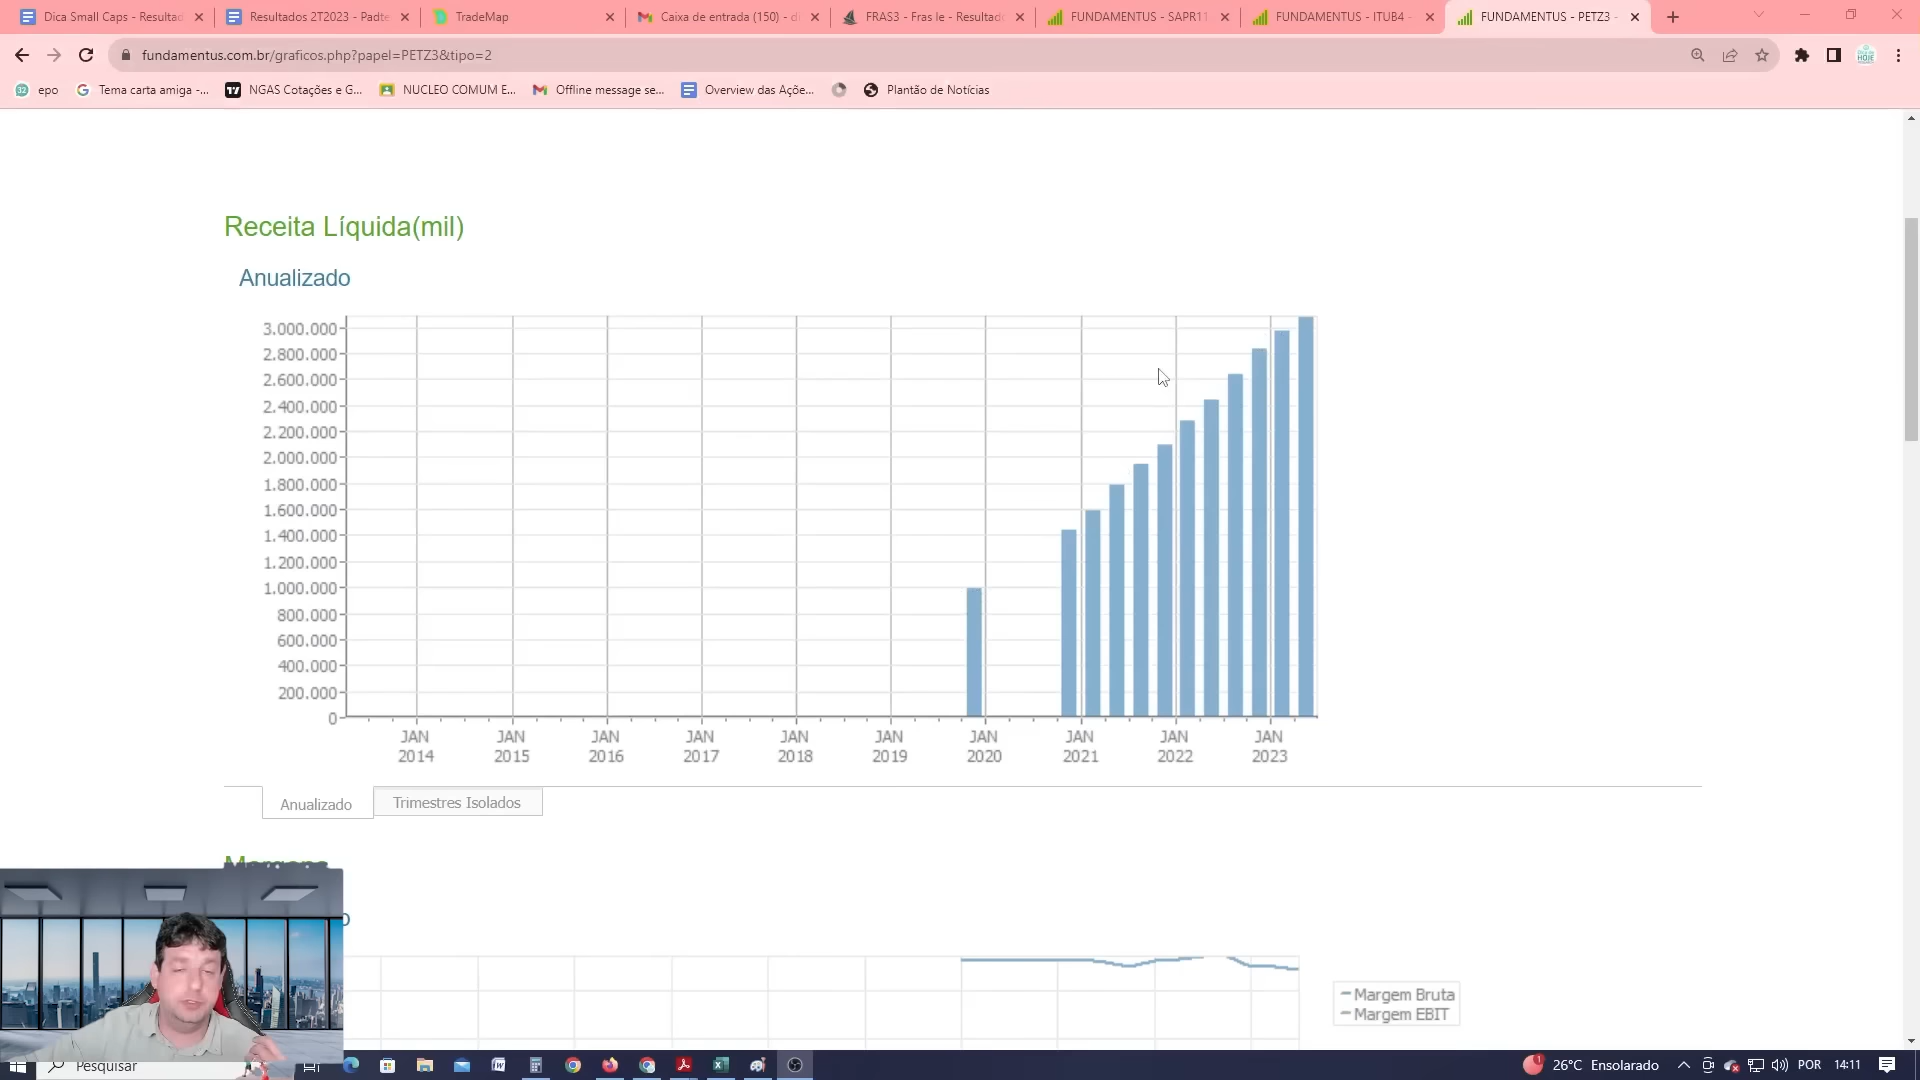 Dica Small Caps - Resultad
Resultados 2T2023 - Padte
TradeMap
Caixa de entrada (150) - di
FRAS3 - Fras le - Resultado
FUNDAMENTUS - SAPR11
FUNDAMENTUS - ITUB4 -
FUNDAMENTUS - PETZ3 -
fundamentus.com.br/graficos.php?papel=PETZ3&tipo=2
epo
Tema carta amiga -...
NGAS Cotações e G...
NUCLEO COMUM E...
Offline message se...
Overview das Açõe...
Plantão de Notícias
Receita Líquida(mil)
Anualizado
3.000.000
2.800.000
2.600.000
2.400.000
2.200.000
2.000.000
1.800.000
1.600.000
1.400.000
1.200.000
1.000.000
800.000
600.000
400.000
200.000
0
JAN JAN JAN JAN JAN JAN JAN JAN JAN JAN
2014 2015 2016 2017 2018 2019 2020 2021 2022 2023
Anualizado
Trimestres Isolados
Margens
Margem Bruta
Margem EBIT
Pesquisar
26°C Ensolarado
POR
14:11